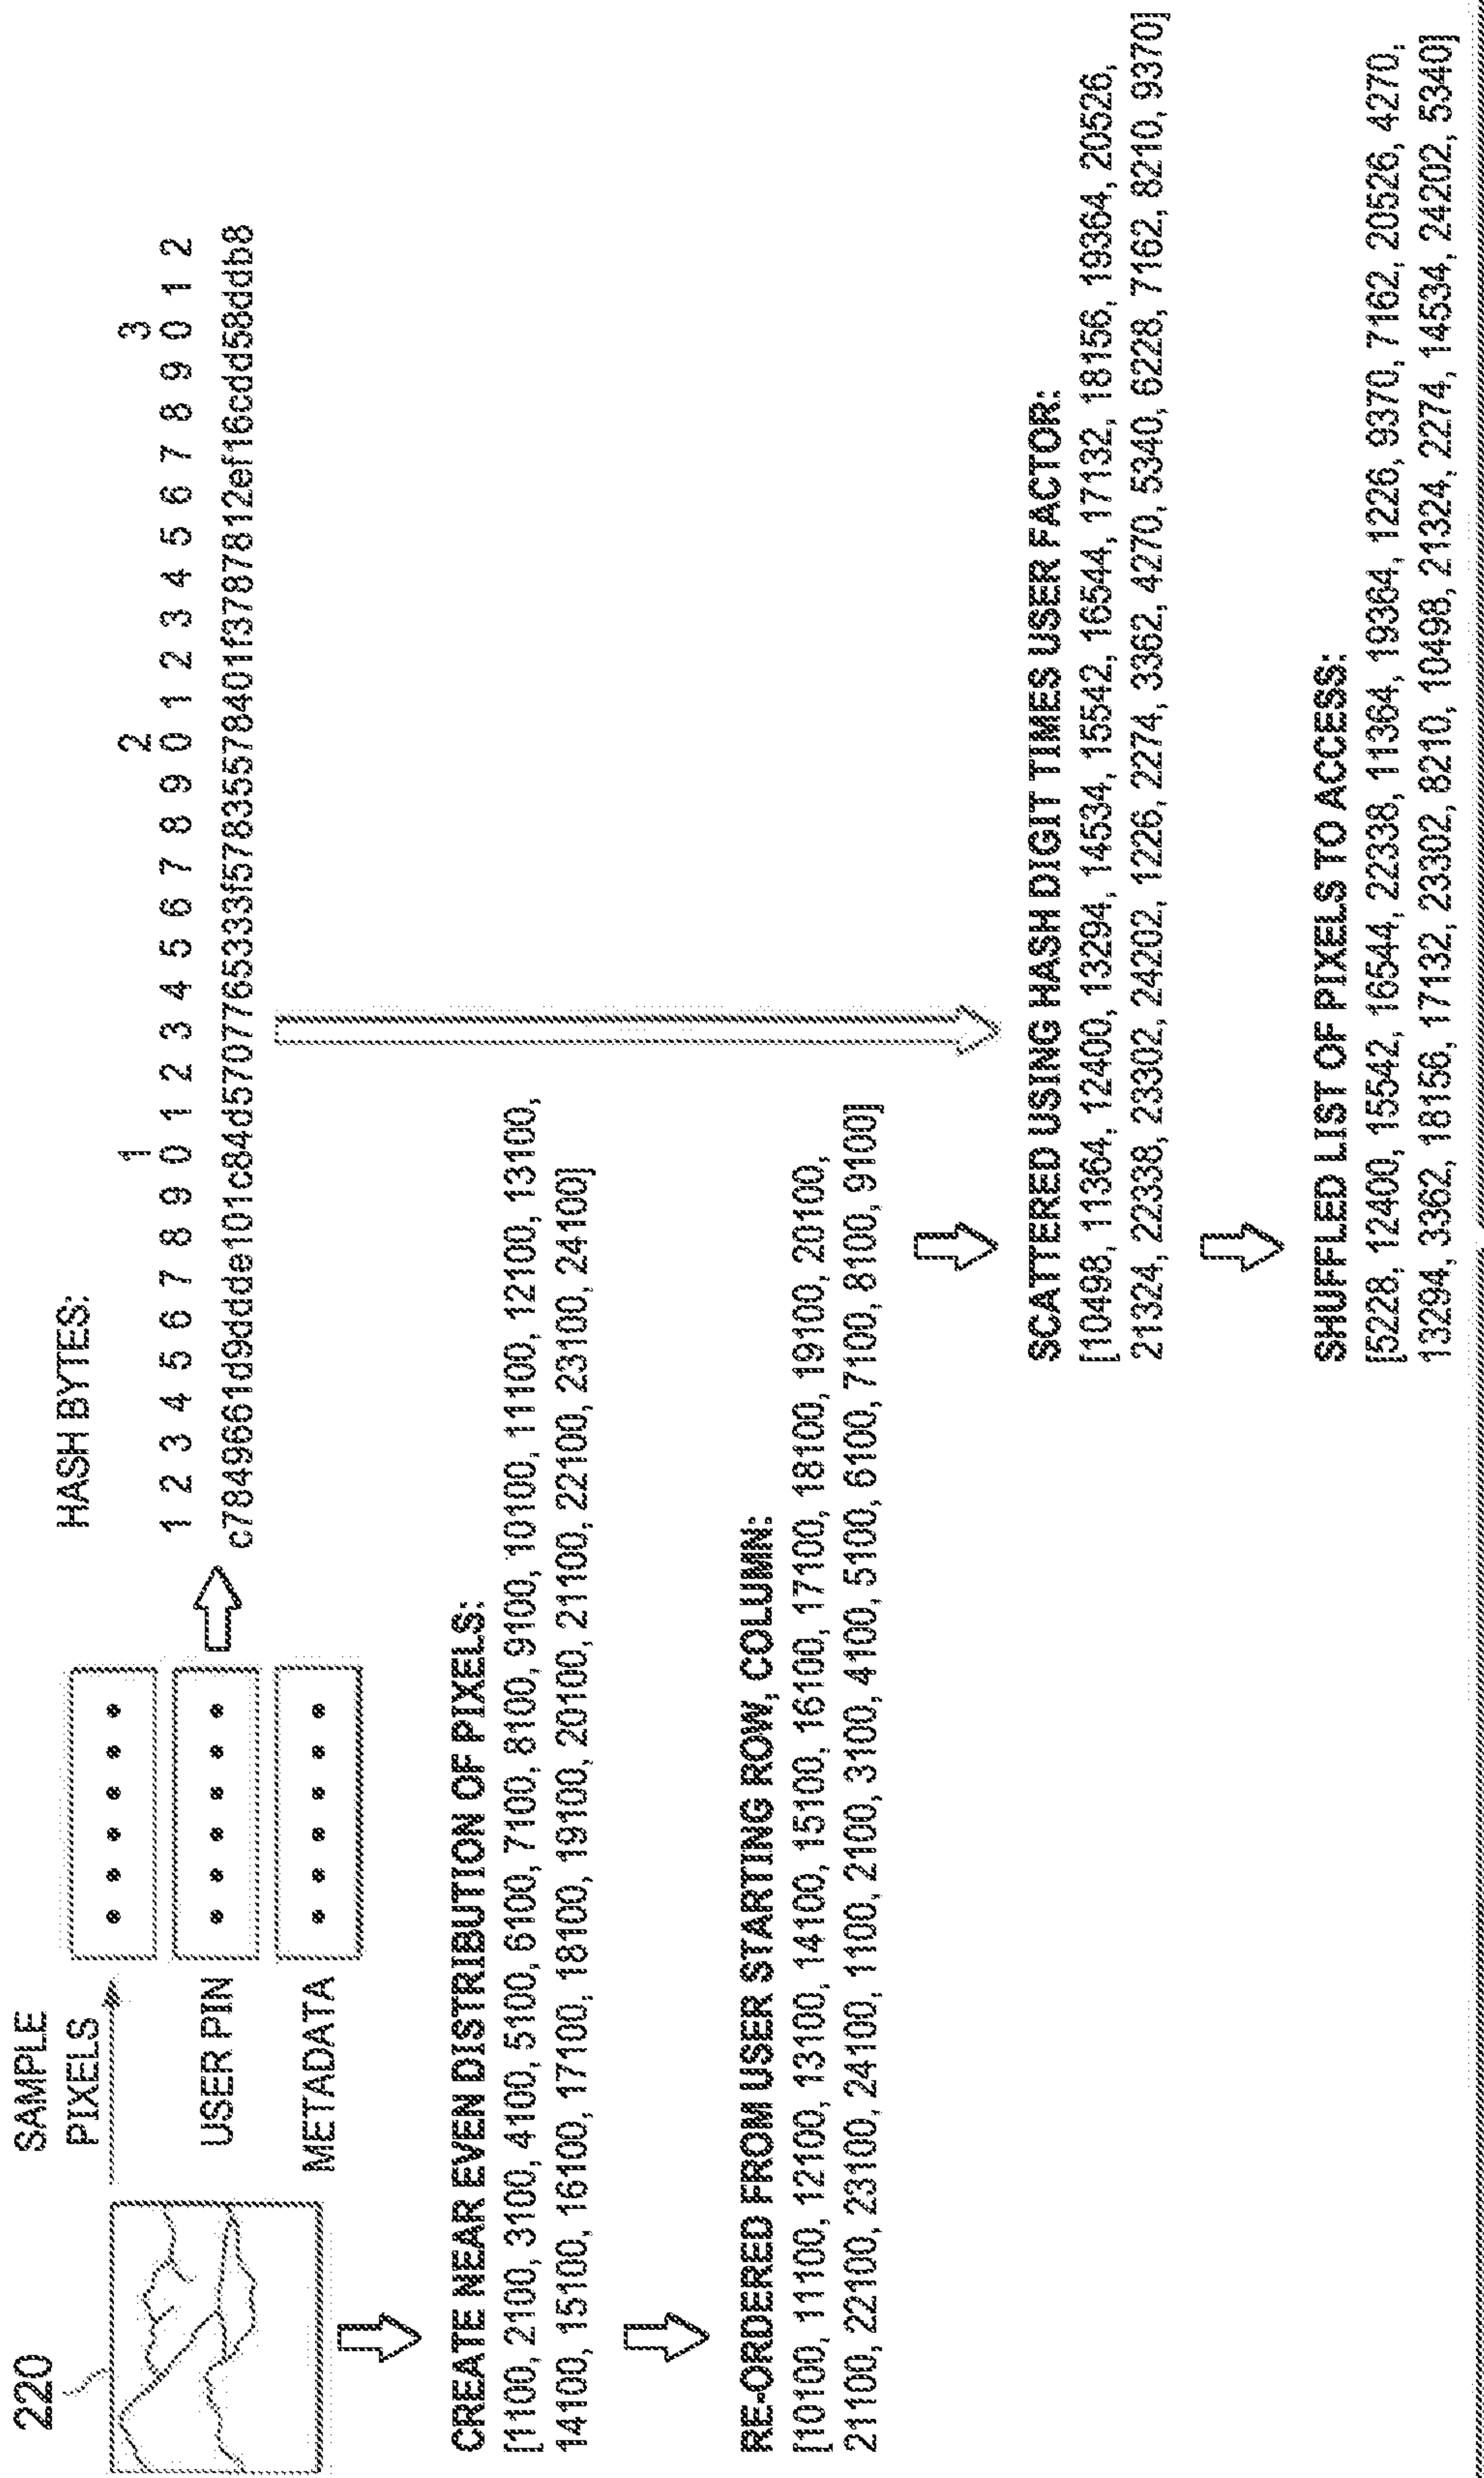 220
SAMPLE
PIXELS
USER PIN
METADATA
HASH BYTES:
1 2 3
1 2 3 4 5 6 7 8 9 0 1 2 3 4 5 6 7 8 9 0 1 2 3 4 5 6 7 8 9 0 1 2
c7849661d9dde101c84d5707765333f57835578401f3787812ef16cdd58ddb8
CREATE NEAR EVEN DISTRIBUTION OF PIXELS:
[1100, 2100, 3100, 4100, 5100, 6100, 7100, 8100, 9100, 10100, 11100, 12100, 13100,
14100, 15100, 16100, 17100, 18100, 19100, 20100, 21100, 22100, 23100, 24100]
RE-ORDERED FROM USER STARTING ROW, COLUMN:
[10100, 11100, 12100, 13100, 14100, 15100, 16100, 17100, 18100, 19100, 20100,
21100, 22100, 23100, 24100, 1100, 2100, 3100, 4100, 5100, 6100, 7100, 8100, 9100]
SCATTERED USING HASH DIGIT TIMES USER FACTOR:
[10498, 11364, 12400, 13294, 14534, 15542, 16544, 17132, 18156, 19364, 20526,
21324, 22338, 23302, 24202, 1226, 2274, 3362, 4270, 5340, 6228, 7162, 8210, 9370]
SHUFFLED LIST OF PIXELS TO ACCESS:
[5228, 12400, 15542, 16544, 22338, 11364, 19364, 1226, 9370, 7162, 20526, 4270,
13294, 3362, 18156, 17132, 23302, 8210, 10498, 21324, 2274, 14534, 24202, 5340]